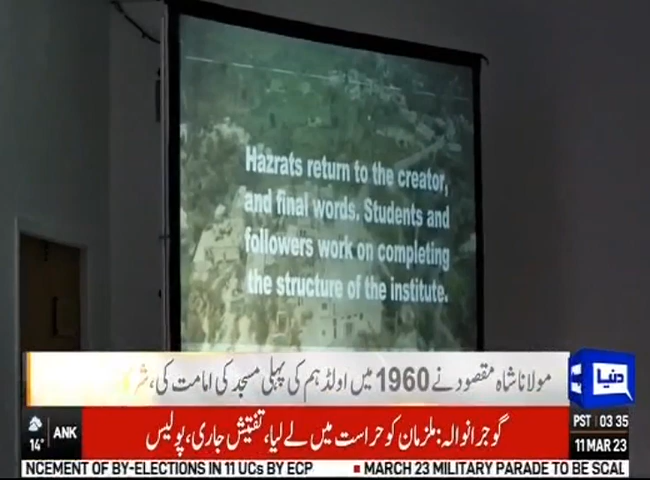 Hazrats return to the creator,
and final words. Students and
followers work on completing
the structure of the institute.
مولانا شاہ مقصود نے 1960 میں اولڈہم کی پہلی مسجد کی امامت کی،
دنیا
گوجرانوالہ: ملزمان کو حراست میں لے لیا، تفتیش جاری، پولیس
14° ANK
PST 03 35
11 MAR 23
NCEMENT OF BY-ELECTIONS IN 11 UCs BY ECP ■ MARCH 23 MILITARY PARADE TO BE SCAL